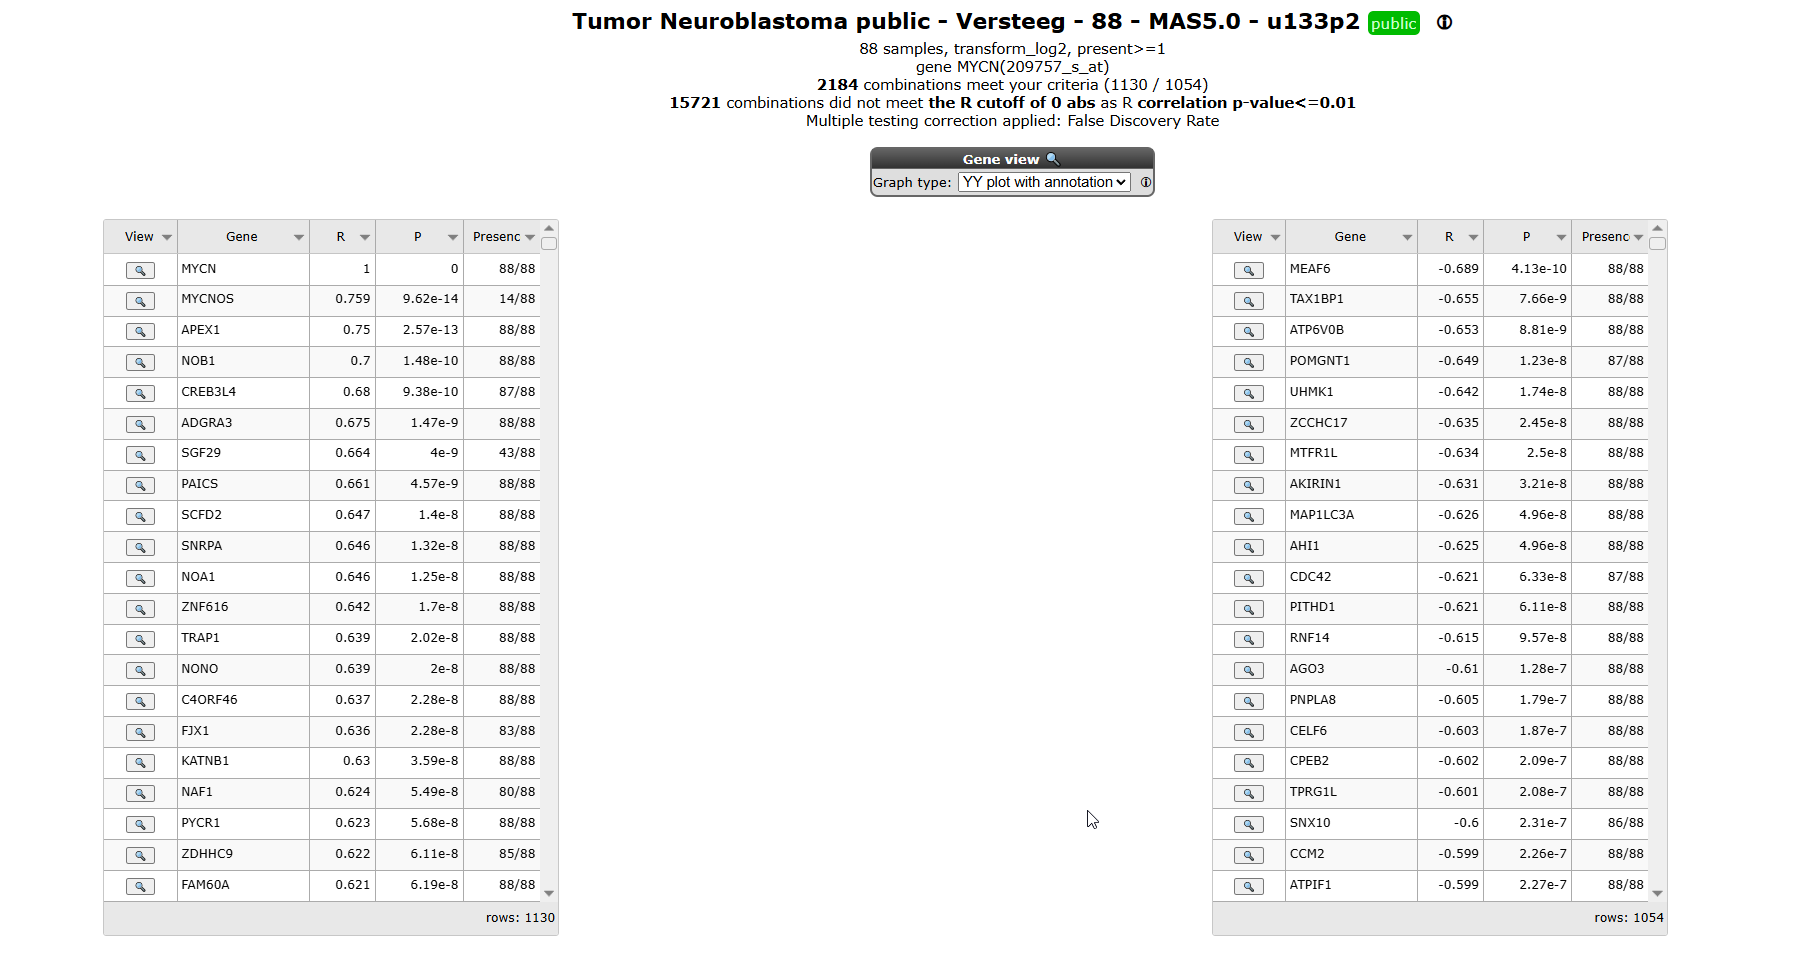 Tumor Neuroblastoma public - Versteeg - 88 - MAS5.0 - u133p2 public
88 samples, transform_log2, present>=1
gene MYCN(209757_s_at)
2184 combinations meet your criteria (1130 / 1054)
15721 combinations did not meet the R cutoff of 0 abs as R correlation p-value<=0.01
Multiple testing correction applied: False Discovery Rate
Gene view
Graph type: YY plot with annotation
View Gene R P Presenc
MYCN 1 0 88/88
MYCNOS 0.759 9.62e-14 14/88
APEX1 0.75 2.57e-13 88/88
NOB1 0.7 1.48e-10 88/88
CREB3L4 0.68 9.38e-10 87/88
ADGRA3 0.675 1.47e-9 88/88
SGF29 0.664 4e-9 43/88
PAICS 0.661 4.57e-9 88/88
SCFD2 0.647 1.4e-8 88/88
SNRPA 0.646 1.32e-8 88/88
NOA1 0.646 1.25e-8 88/88
ZNF616 0.642 1.7e-8 88/88
TRAP1 0.639 2.02e-8 88/88
NONO 0.639 2e-8 88/88
C4ORF46 0.637 2.28e-8 88/88
FJX1 0.636 2.28e-8 83/88
KATNB1 0.63 3.59e-8 88/88
NAF1 0.624 5.49e-8 80/88
PYCR1 0.623 5.68e-8 88/88
ZDHHC9 0.622 6.11e-8 85/88
FAM60A 0.621 6.19e-8 88/88
rows: 1130
View Gene R P Presenc
MEAF6 -0.689 4.13e-10 88/88
TAX1BP1 -0.655 7.66e-9 88/88
ATP6V0B -0.653 8.81e-9 88/88
POMGNT1 -0.649 1.23e-8 87/88
UHMK1 -0.642 1.74e-8 88/88
ZCCHC17 -0.635 2.45e-8 88/88
MTFR1L -0.634 2.5e-8 88/88
AKIRIN1 -0.631 3.21e-8 88/88
MAP1LC3A -0.626 4.96e-8 88/88
AHI1 -0.625 4.96e-8 88/88
CDC42 -0.621 6.33e-8 87/88
PITHD1 -0.621 6.11e-8 88/88
RNF14 -0.615 9.57e-8 88/88
AGO3 -0.61 1.28e-7 88/88
PNPLA8 -0.605 1.79e-7 88/88
CELF6 -0.603 1.87e-7 88/88
CPEB2 -0.602 2.09e-7 88/88
TPRG1L -0.601 2.08e-7 88/88
SNX10 -0.6 2.31e-7 86/88
CCM2 -0.599 2.26e-7 88/88
ATPIF1 -0.599 2.27e-7 88/88
rows: 1054